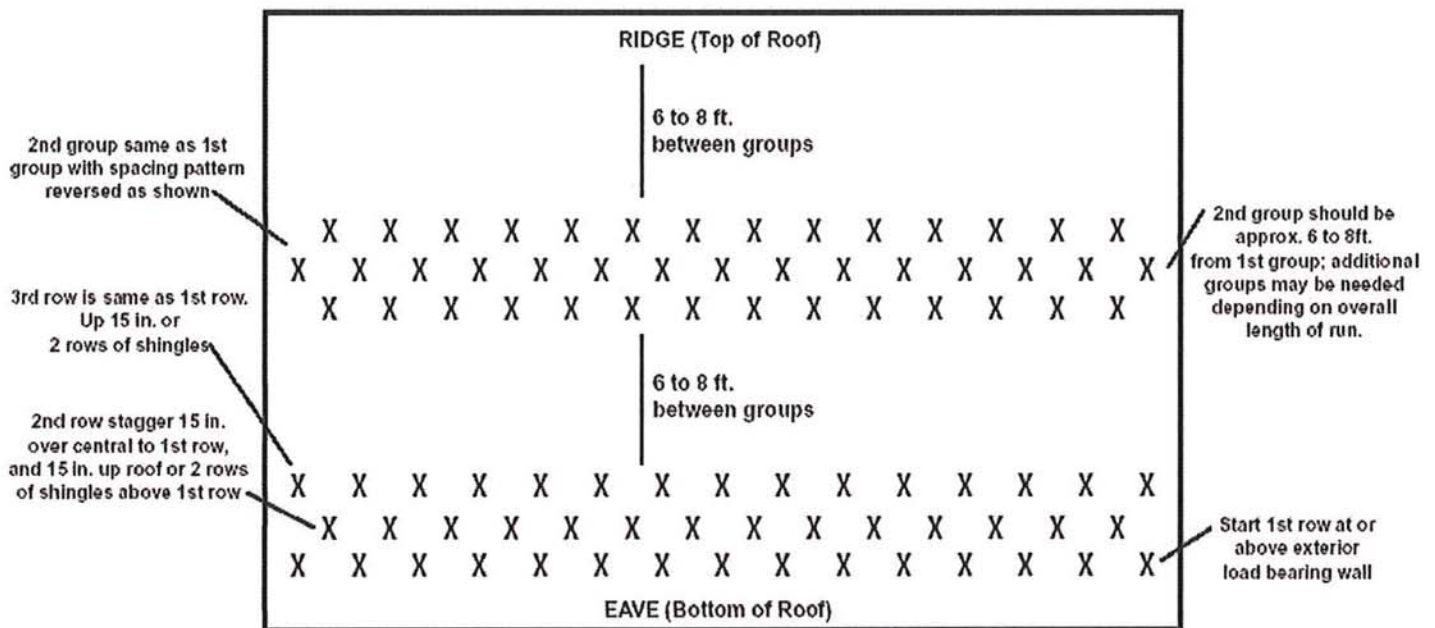 RIDGE (Top of Roof)
6 to 8 ft.
between groups
2nd group same as 1st
group with spacing pattern
reversed as shown
X X X X X X X X X X X X X X
2nd group should be
approx. 6 to 8ft.
from 1st group; additional
groups may be needed
depending on overall
length of run.
X X X X X X X X X X X X X X X
X X X X X X X X X X X X X X
3rd row is same as 1st row.
Up 15 in. or
2 rows of shingles
6 to 8 ft.
between groups
2nd row stagger 15 in.
over central to 1st row,
and 15 in. up roof or 2 rows
of shingles above 1st row
X X X X X X X X X X X X X X X
X X X X X X X X X X X X X X
X X X X X X X X X X X X X X X
Start 1st row at or
above exterior
load bearing wall
EAVE (Bottom of Roof)